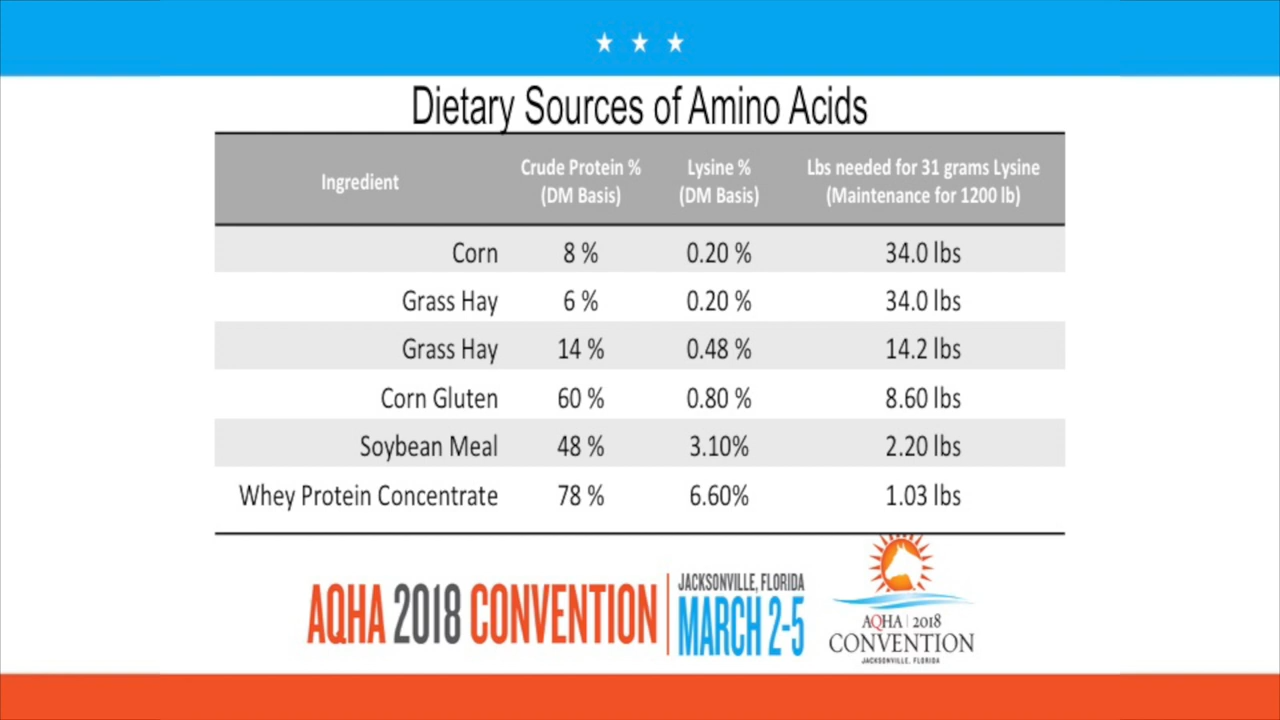 Dietary Sources of Amino Acids
Ingredient Crude Protein % (DM Basis) Lysine % (DM Basis) Lbs needed for 31 grams Lysine (Maintenance for 1200 lb)
Corn 8 % 0.20 % 34.0 lbs
Grass Hay 6 % 0.20 % 34.0 lbs
Grass Hay 14 % 0.48 % 14.2 lbs
Corn Gluten 60 % 0.80 % 8.60 lbs
Soybean Meal 48 % 3.10% 2.20 lbs
Whey Protein Concentrate 78 % 6.60% 1.03 lbs
AQHA 2018 CONVENTION
JACKSONVILLE, FLORIDA
MARCH 2-5
AQHA | 2018
CONVENTION
JACKSONVILLE, FLORIDA